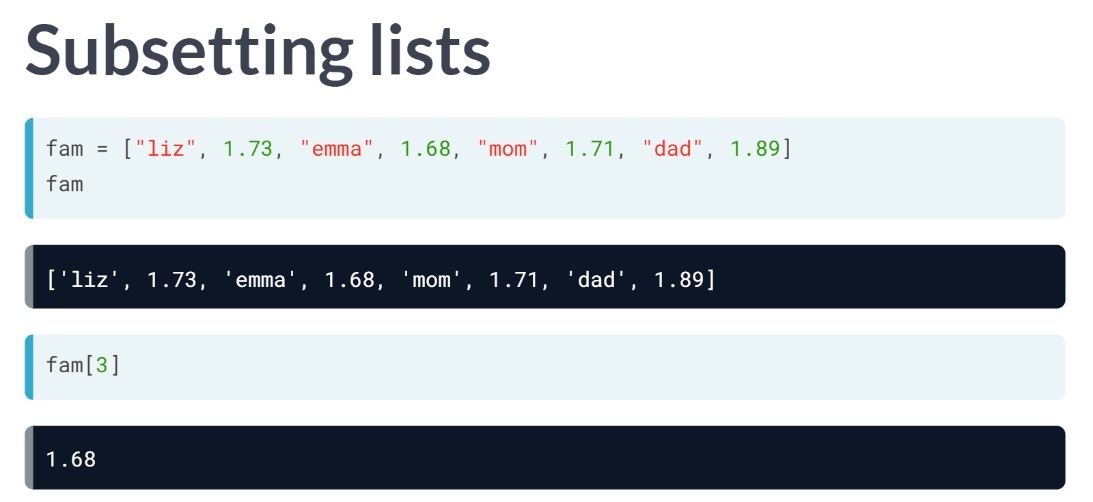 Subsetting lists
fam = ["liz", 1.73, "emma", 1.68, "mom", 1.71, "dad", 1.89]
fam
['liz', 1.73, 'emma', 1.68, 'mom', 1.71, 'dad', 1.89]
fam[3]
1.68